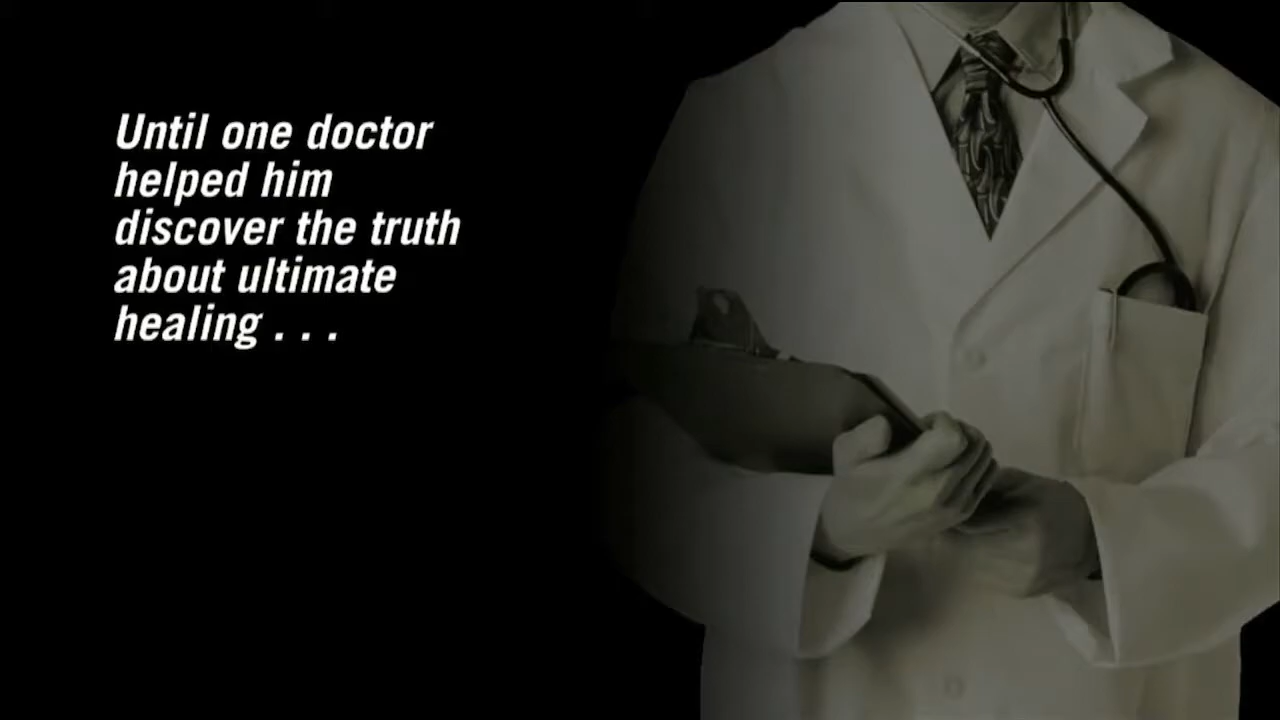 Until one doctor
helped him
discover the truth
about ultimate
healing . . .